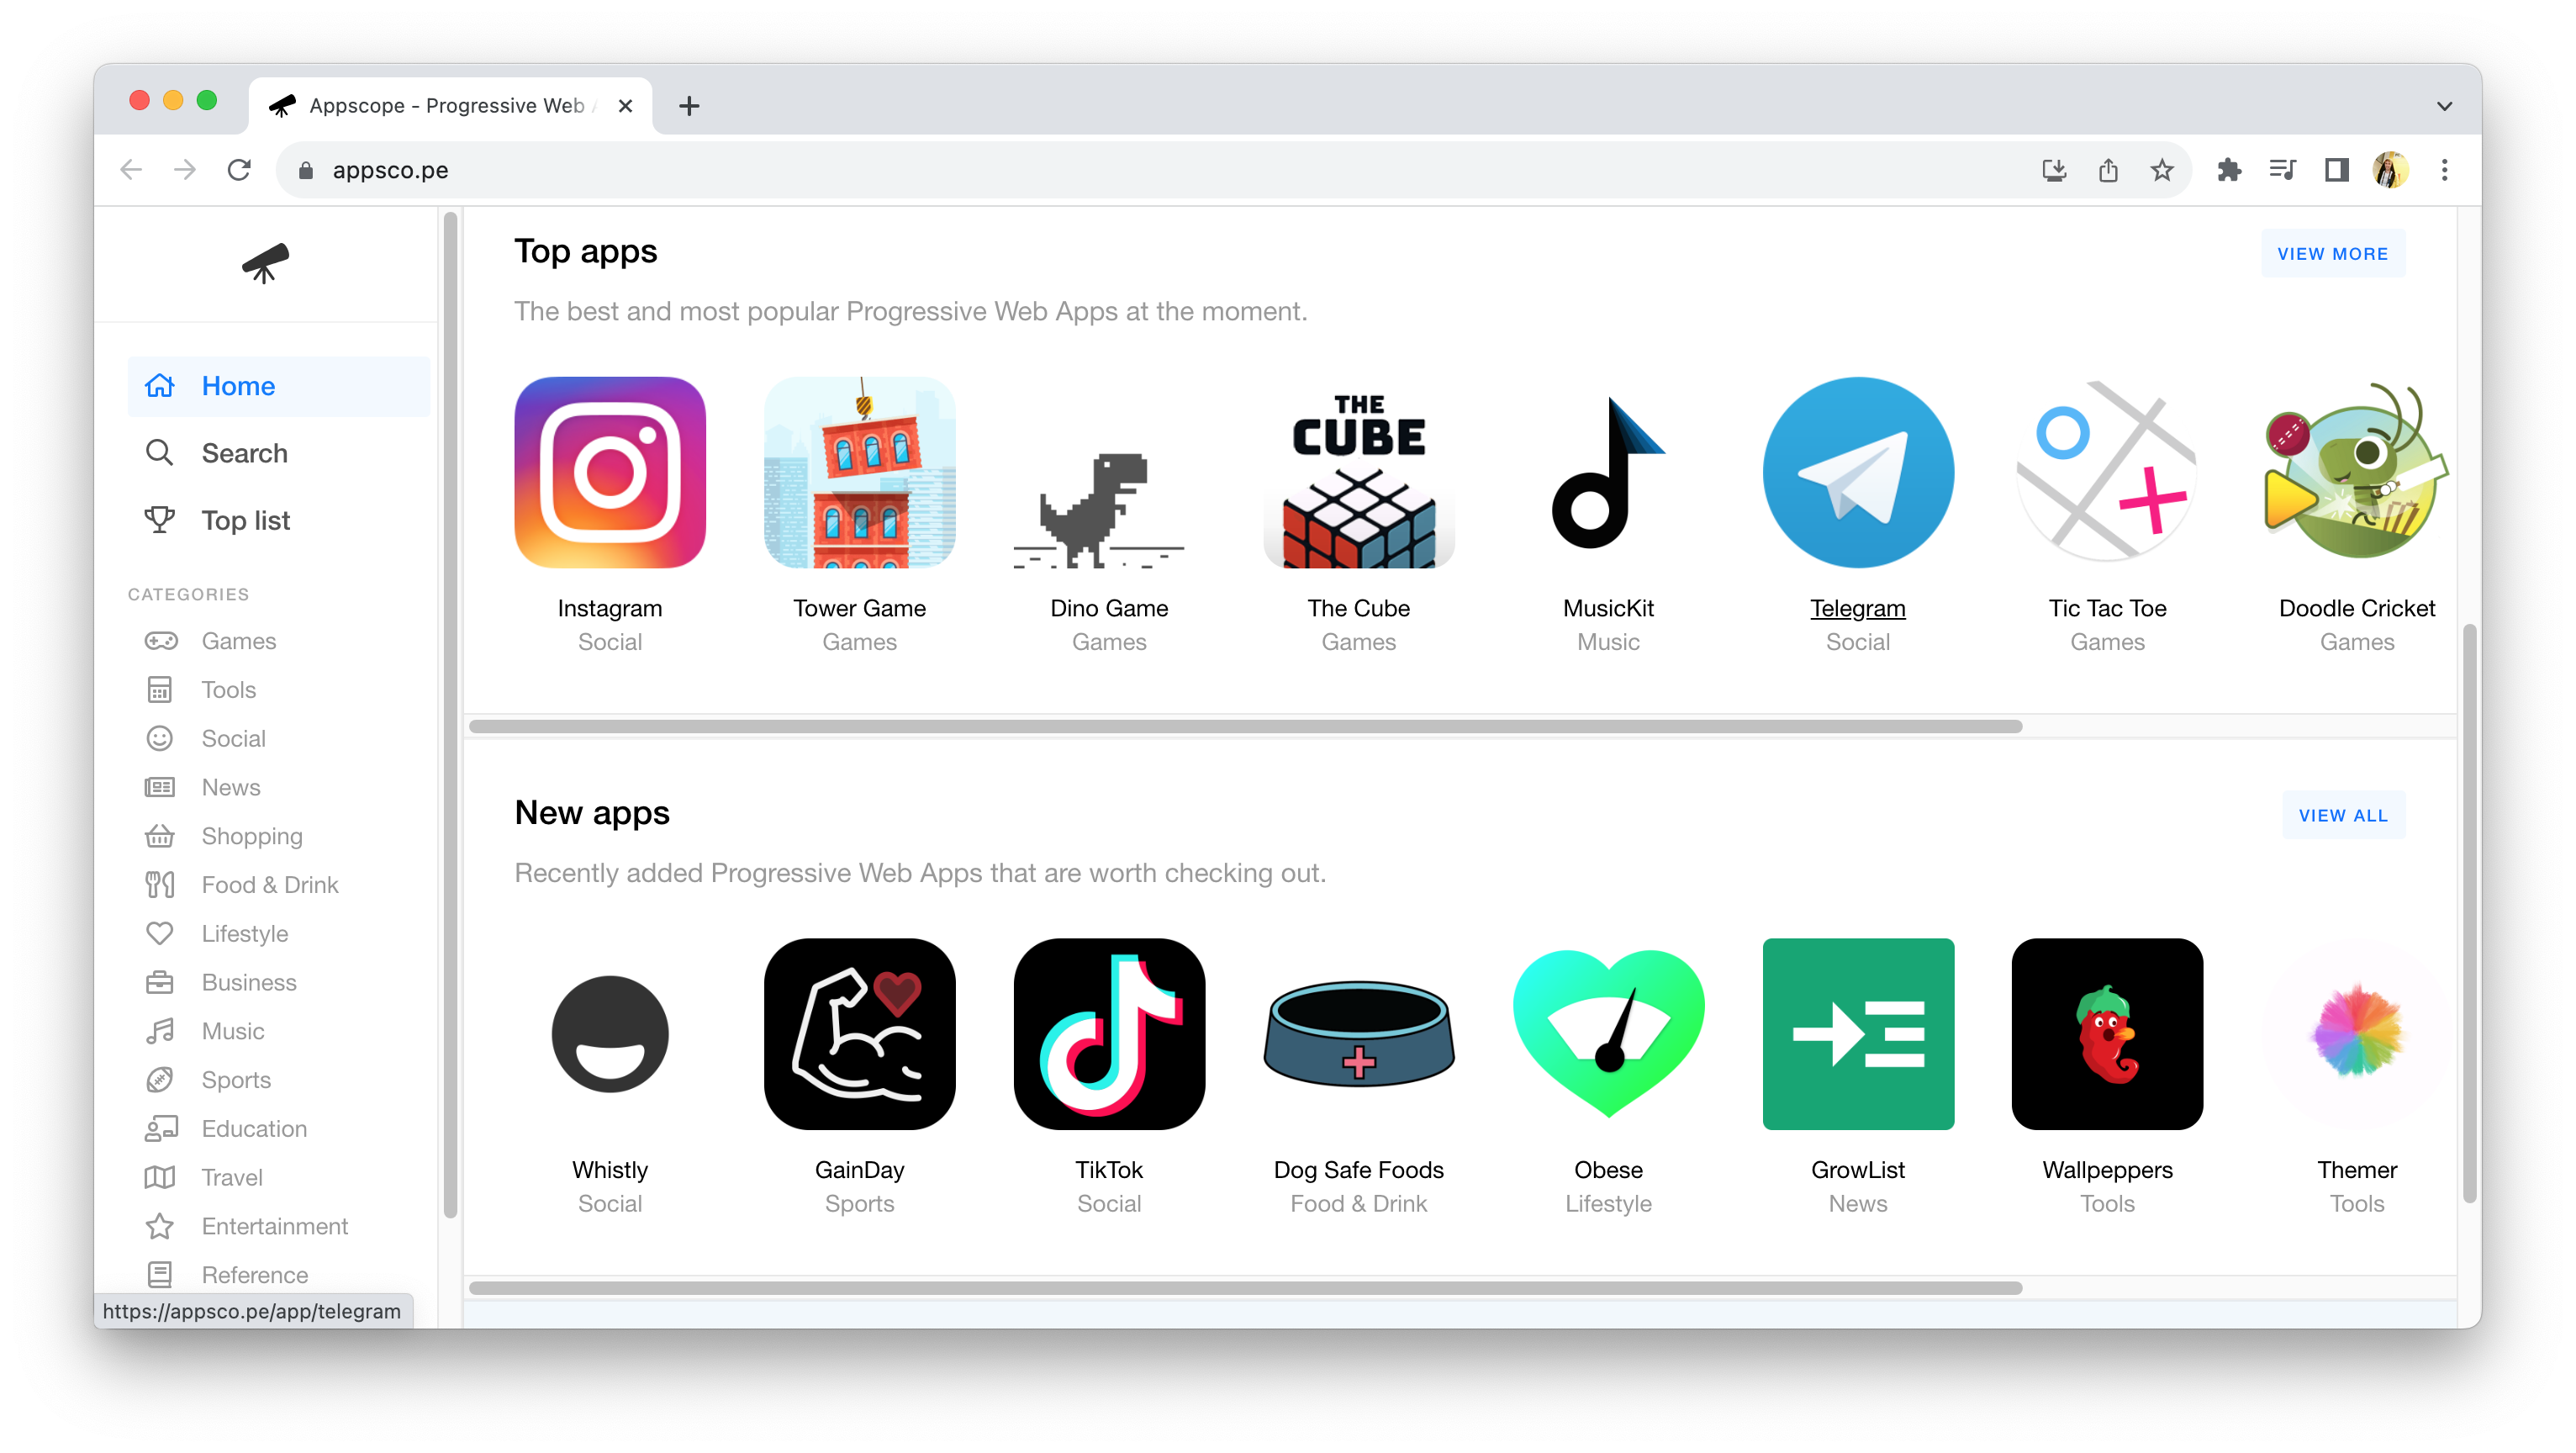 Appscope - Progressive Web
appsco.pe
Home
Search
Top list
CATEGORIES
Games
Tools
Social
News
Shopping
Food & Drink
Lifestyle
Business
Music
Sports
Education
Travel
Entertainment
Reference
https://appsco.pe/app/telegram
Top apps
VIEW MORE
The best and most popular Progressive Web Apps at the moment.
THE
CUBE
Instagram Tower Game Dino Game The Cube MusicKit Telegram Tic Tac Toe Doodle Cricket
Social Games Games Games Music Social Games Games
New apps
VIEW ALL
Recently added Progressive Web Apps that are worth checking out.
Whistly GainDay TikTok Dog Safe Foods Obese GrowList Wallpeppers Themer
Social Sports Social Food & Drink Lifestyle News Tools Tools